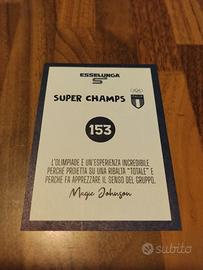 ESSELUNGA
S
SUPER CHAMPS
ITALIA
153
L'OLIMPIADE È UN'ESPERIENZA INCREDIBILE
PERCHÉ PROIETTA SU UNA RIBALTA "TOTALE" E
PERCHÉ FA APPREZZARE IL SENSO DEL GRUPPO.
Magic Johnson
subito